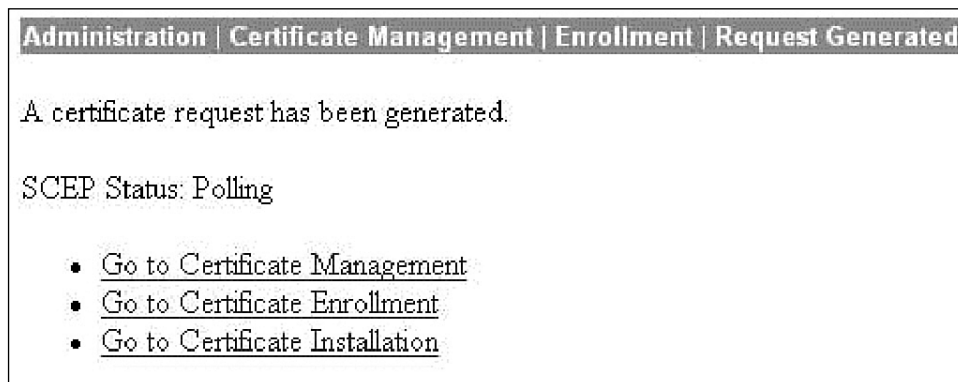 Administration | Certificate Management | Enrollment | Request Generated
A certificate request has been generated.
SCEP Status: Polling
• Go to Certificate Management
• Go to Certificate Enrollment
• Go to Certificate Installation